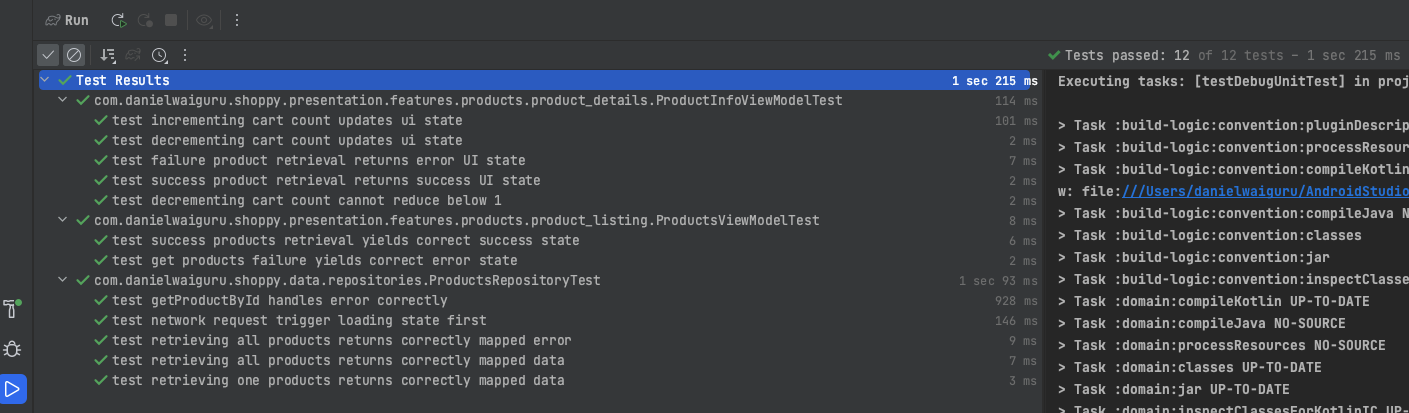 Run
Tests passed: 12 of 12 tests – 1 sec 215 ms
Test Results 1 sec 215 ms
com.danielwaiguru.shoppy.presentation.features.products.product_details.ProductInfoViewModelTest 114 ms
test incrementing cart count updates ui state 101 ms
test decrementing cart count updates ui state 2 ms
test failure product retrieval returns error UI state 7 ms
test success product retrieval returns success UI state 2 ms
test decrementing cart count cannot reduce below 1 2 ms
com.danielwaiguru.shoppy.presentation.features.products.product_listing.ProductsViewModelTest 8 ms
test success products retrieval yields correct success state 6 ms
test get products failure yields correct error state 2 ms
com.danielwaiguru.shoppy.data.repositories.ProductsRepositoryTest 1 sec 93 ms
test getProductById handles error correctly 928 ms
test network request trigger loading state first 146 ms
test retrieving all products returns correctly mapped error 9 ms
test retrieving all products returns correctly mapped data 7 ms
test retrieving one products returns correctly mapped data 3 ms
Executing tasks: [testDebugUnitTest] in proj
> Task :build-logic:convention:pluginDescrip
> Task :build-logic:convention:processResour
> Task :build-logic:convention:compileKotlin
w: file:///Users/danielwaiguru/AndroidStudio
> Task :build-logic:convention:compileJava N
> Task :build-logic:convention:classes
> Task :build-logic:convention:jar
> Task :build-logic:convention:inspectClasse
> Task :domain:compileKotlin UP-TO-DATE
> Task :domain:compileJava NO-SOURCE
> Task :domain:processResources NO-SOURCE
> Task :domain:classes UP-TO-DATE
> Task :domain:jar UP-TO-DATE
> Task :domain:inspectClassesForKotlinIC UP-